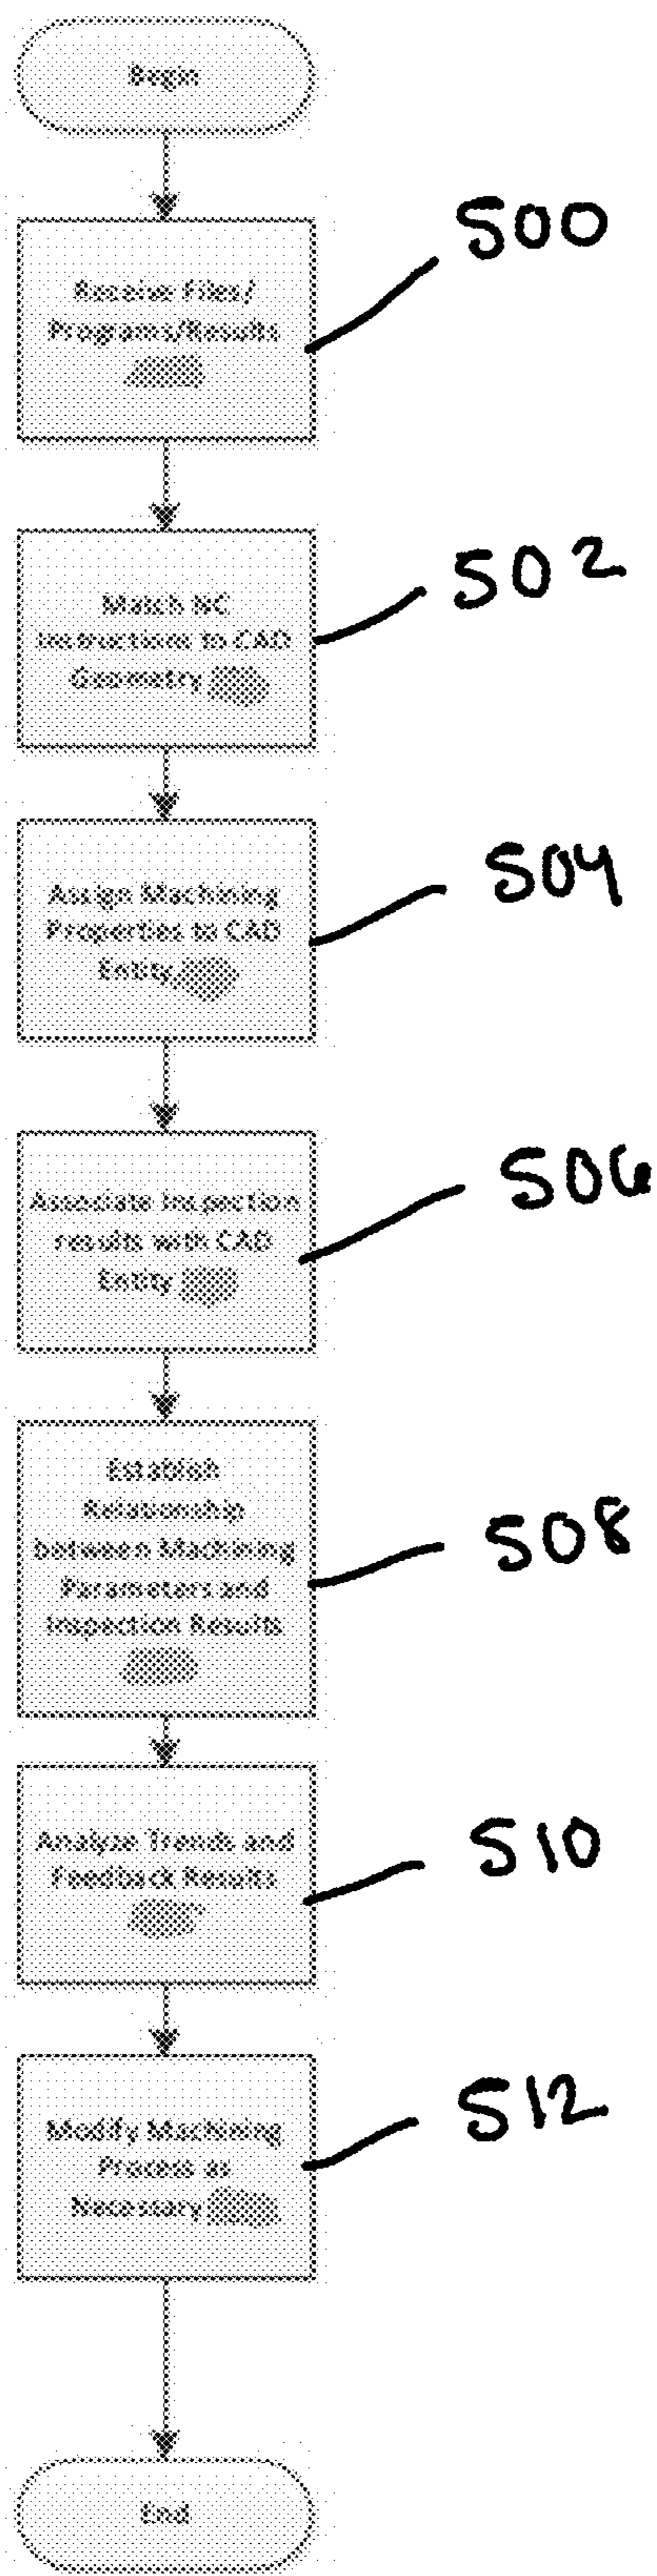 Begin
500
Receive Files/
Programs/Results
502
Match NC
Instructions to CAD
Geometry
504
Assign Machining
Properties to CAD
Entity
506
Associate Inspection
results with CAD
Entity
508
Establish
Relationship
between Machining
Parameters and
Inspection Results
510
Analyze Trends and
Feedback Results
512
Modify Machining
Process as
Necessary
End